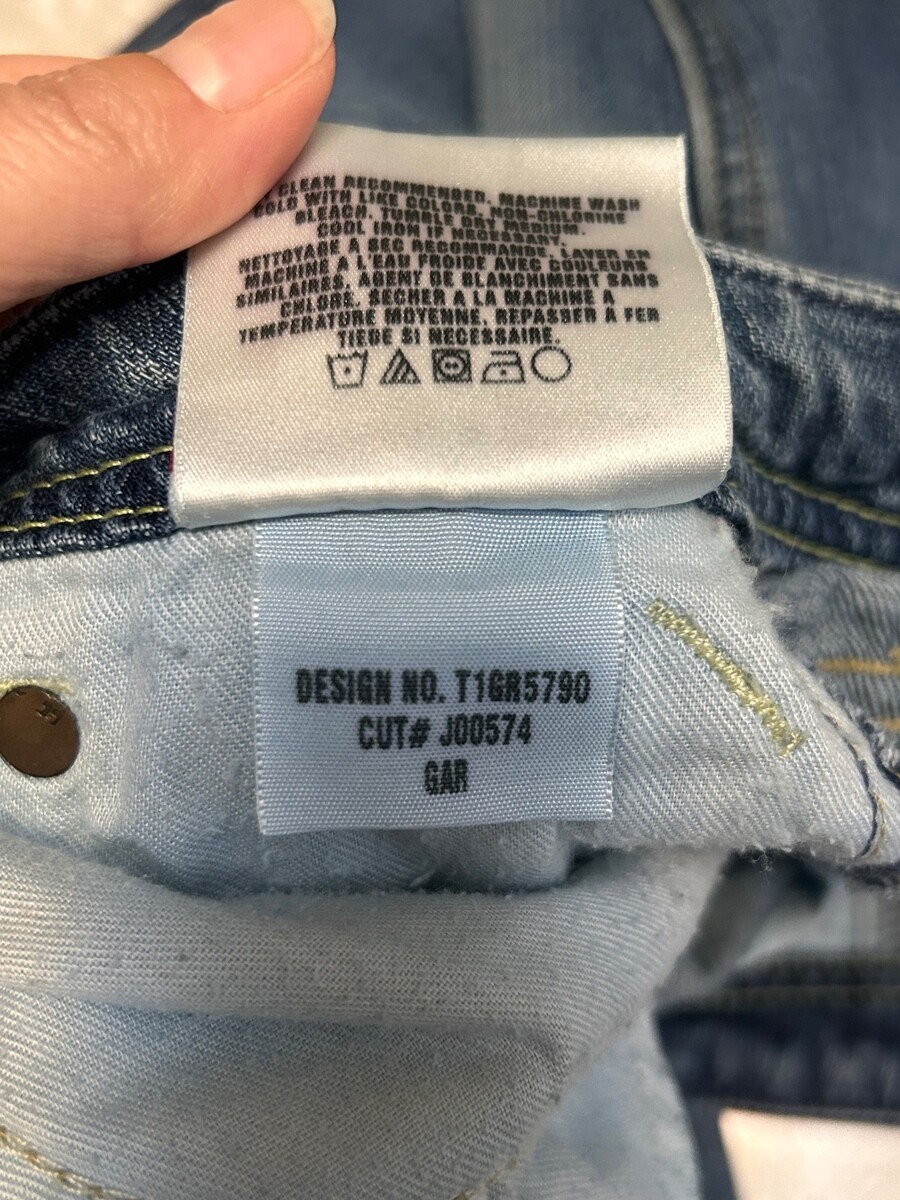 CLEAN RECOMMENDED. MACHINE WASH
COLD WITH LIKE COLORS. NON-CHLORINE
BLEACH. TUMBLE DRY MEDIUM.
COOL IRON IF NECESSARY.
NETTOYAGE A SEC RECOMMANDE. LAVER EN
MACHINE A L'EAU FROIDE AVEC COULEURS
SIMILAIRES. AGENT DE BLANCHIMENT SANS
CHLORE. SECHER A LA MACHINE A
TEMPERATURE MOYENNE. REPASSER A FER
TIEDE SI NECESSAIRE.
DESIGN NO. T1GR5790
CUT# J00574
GAR